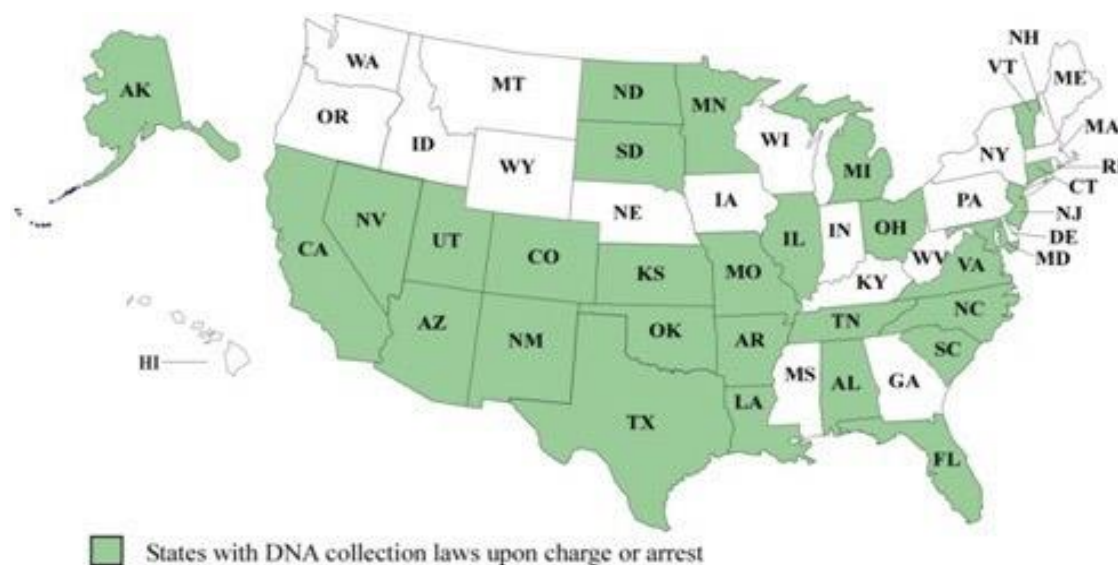 NH
VT
ME
WA
MT
ND
MN
AK
OR
ID
WY
SD
WI
MI
NY
MA
R
CT
NJ
DE
MD
NV
UT
CO
NE
IA
IL
IN
OH
PA
WV
VA
CA
KS
MO
KY
AZ
NM
OK
AR
TN
NC
SC
HI
TX
LA
MS
AL
GA
FL
States with DNA collection laws upon charge or arrest